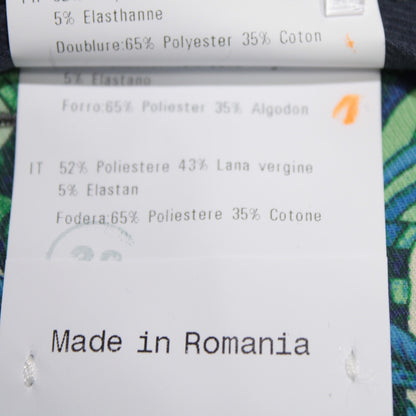 5% Elasthanne
Doublure:65% Polyester 35% Coton
5% Elastano
Forro:65% Poliester 35% Algodon
IT 52% Poliestere 43% Lana vergine
5% Elastan
Fodera:65% Poliestere 35% Cotone
Made in Romania